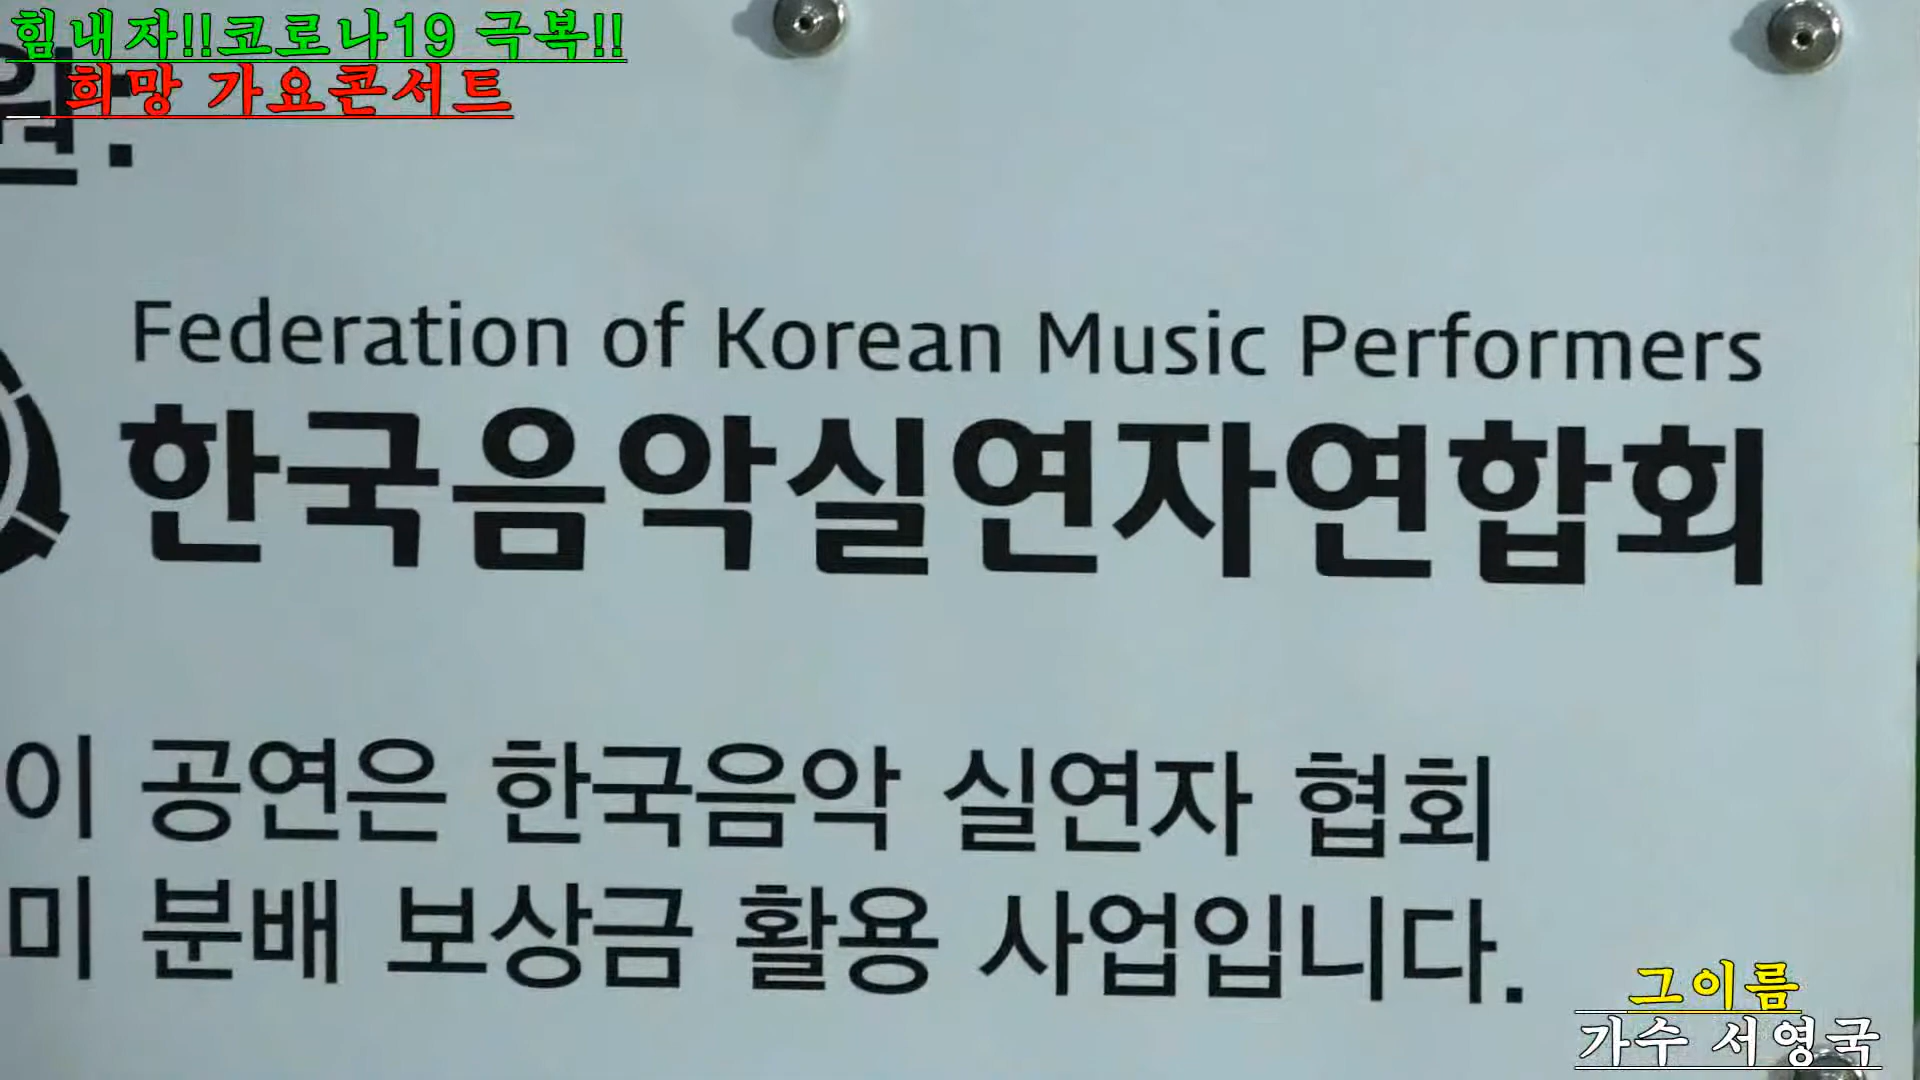 힘내자!!코로나19 극복!!
희망 가요콘서트
원:
Federation of Korean Music Performers
한국음악실연자연합회
이 공연은 한국음악 실연자 협회
미 분배 보상금 활용 사업입니다.
그이름
가수 서영국